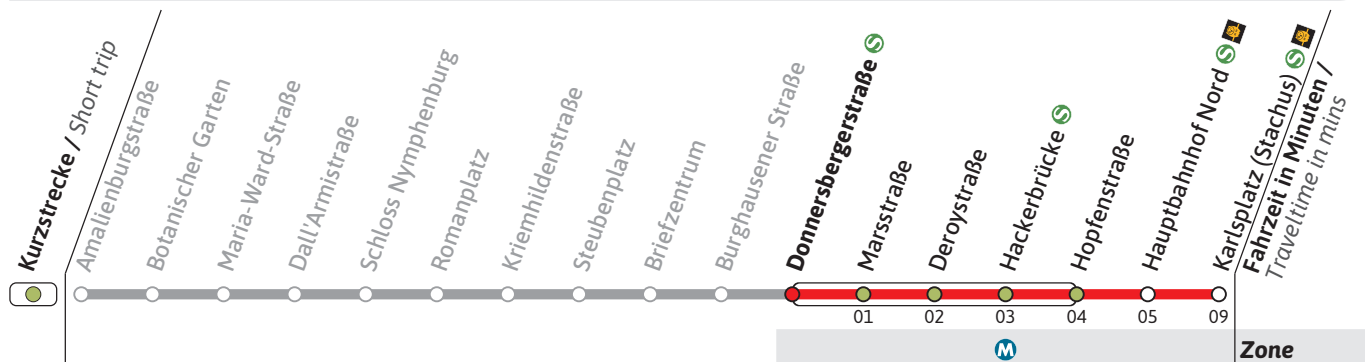 Kurzstrecke / Short trip
Amalienburgstraße
Botanischer Garten
Maria-Ward-Straße
Dall'Armistraße
Schloss Nymphenburg
Romanplatz
Kriemhildenstraße
Steubenplatz
Briefzentrum
Burghausener Straße
Donnersbergerstraße S
Marsstraße
Deroystraße
Hackerbrücke S
Hopfenstraße
Hauptbahnhof Nord S
Karlsplatz (Stachus) S
Fahrzeit in Minuten /
Traveltime in mins
01 02 03 04 05 09
M Zone